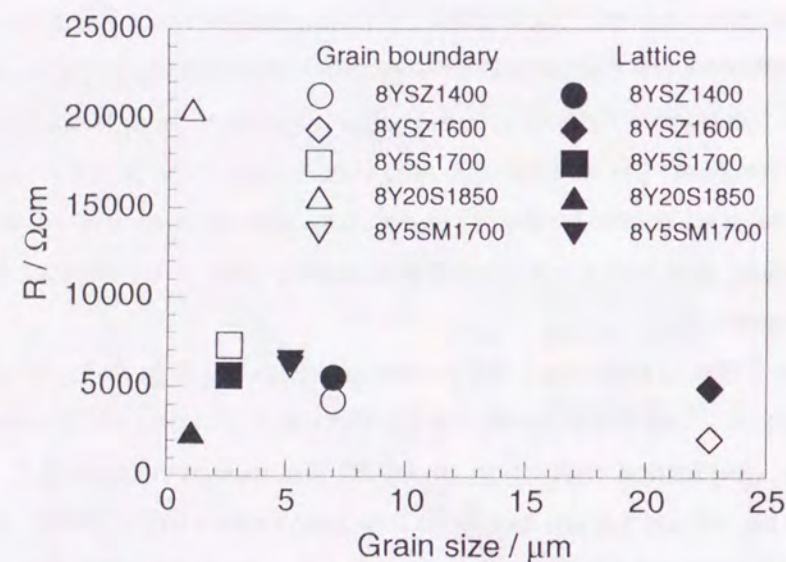 25000
20000
15000
10000
5000
0
R / Ωcm
Grain boundary Lattice
8YSZ1400 8YSZ1400
8YSZ1600 8YSZ1600
8Y5S1700 8Y5S1700
8Y20S1850 8Y20S1850
8Y5SM1700 8Y5SM1700
0 5 10 15 20 25
Grain size / μm